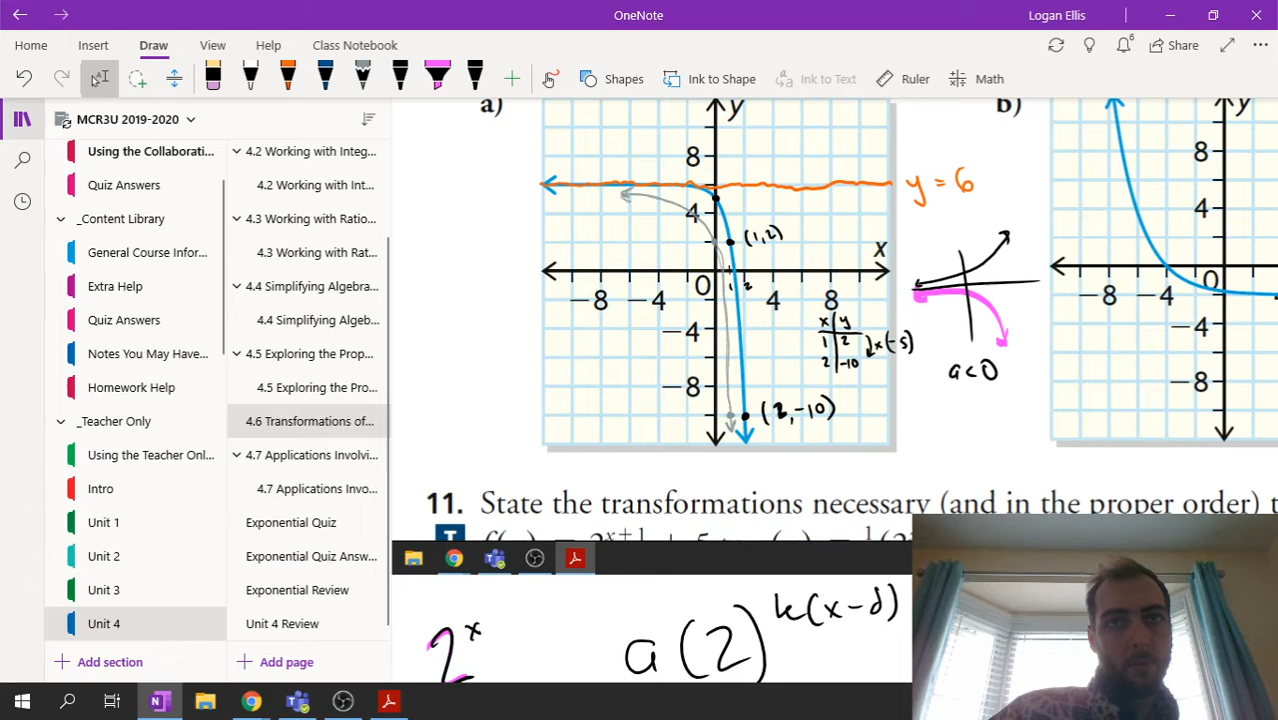 OneNote
Logan Ellis
Home
Insert
Draw
View
Help
Class Notebook
6
Share
Shapes
Ink to Shape
Ink to Text
Ruler
Math
MCR3U 2019-2020
Using the Collaborati...
Quiz Answers
_Content Library
General Course Infor...
Extra Help
Quiz Answers
Notes You May Have...
Homework Help
_Teacher Only
Using the Teacher Onl...
Intro
Unit 1
Unit 2
Unit 3
Unit 4
Add section
4.2 Working with Integ...
4.2 Working with Int...
4.3 Working with Ratio...
4.3 Working with Rat...
4.4 Simplifying Algebra...
4.4 Simplifying Algeb...
4.5 Exploring the Prop...
4.5 Exploring the Pro...
4.6 Transformations of...
4.7 Applications Involvi...
4.7 Applications Invo...
Exponential Quiz
Exponential Quiz Answ...
Exponential Review
Unit 4 Review
Add page
a)
y
8
4
x
0
-8 -4 4 8
-4
-8
1 2
(1,2)
(2,-10)
x y
1 2
2 -10
x(-5)
y = 6
a<0
b)
y
8
4
-8 -4 0
-4
-8
11. State the transformations necessary (and in the proper order) t
2^x
a(2)^k(x-d)